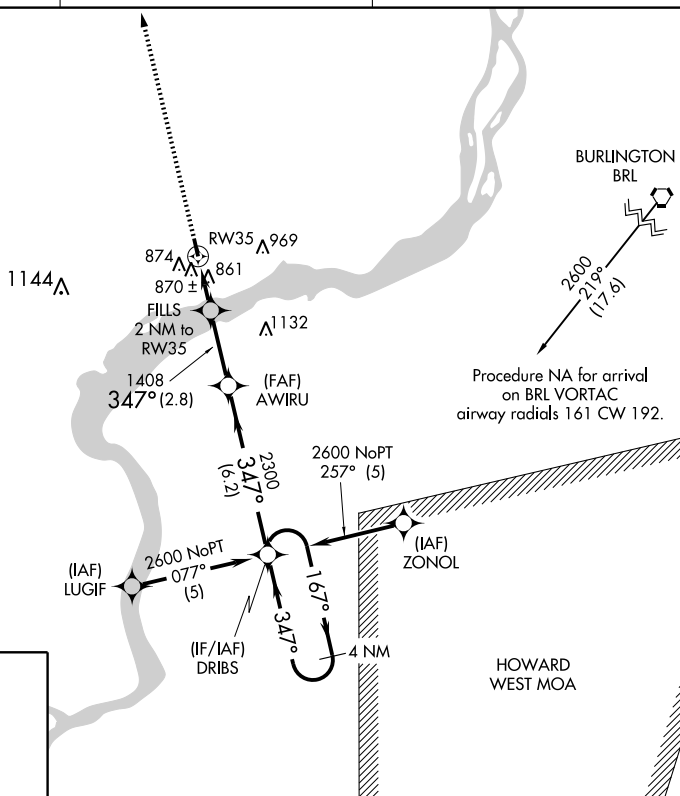 BURLINGTON
BRL
RW35
969
874
861
1144
870 ±
2600
219°
(17.6)
FILLS
2 NM to
RW35
1132
1408
347° (2.8)
(FAF)
AWIRU
Procedure NA for arrival
on BRL VORTAC
airway radials 161 CW 192.
2300
347°
(6.2)
2600 NoPT
257° (5)
(IAF)
ZONOL
2600 NoPT
077°
(5)
(IAF)
LUGIF
167°
347°
(IF/IAF)
DRIBS
4 NM
HOWARD
WEST MOA